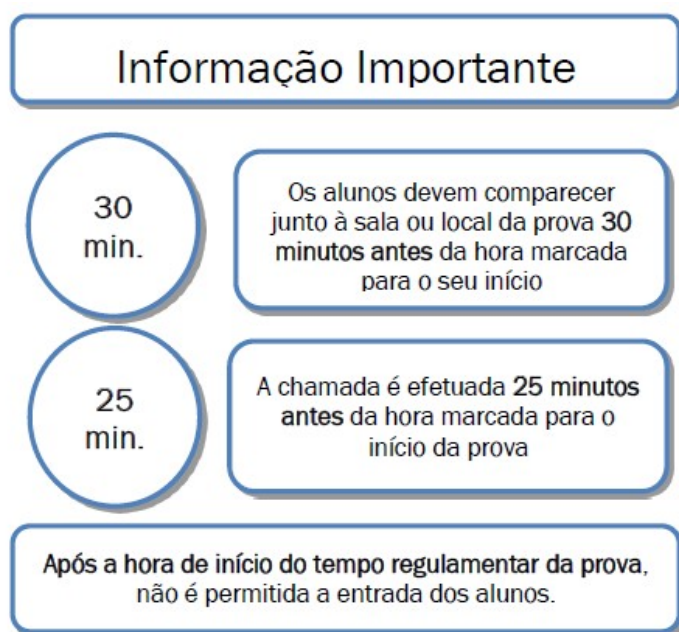 Informação Importante
30
min.
Os alunos devem comparecer
junto à sala ou local da prova 30
minutos antes da hora marcada
para o seu início
25
min.
A chamada é efetuada 25 minutos
antes da hora marcada para o
início da prova
Após a hora de início do tempo regulamentar da prova,
não é permitida a entrada dos alunos.